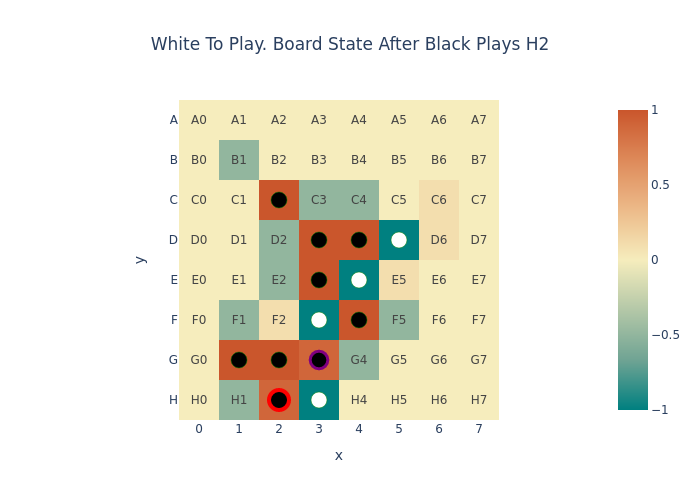 White To Play. Board State After Black Plays H2
A A0 A1 A2 A3 A4 A5 A6 A7 1
B B0 B1 B2 B3 B4 B5 B6 B7 0.5
C C0 C1 C3 C4 C5 C6 C7
D D0 D1 D2 D6 D7 0
E E0 E1 E2 E5 E6 E7
F F0 F1 F2 F5 F6 F7 −0.5
G G0 G4 G5 G6 G7
H H0 H1 H4 H5 H6 H7 −1
0 1 2 3 4 5 6 7
x
y